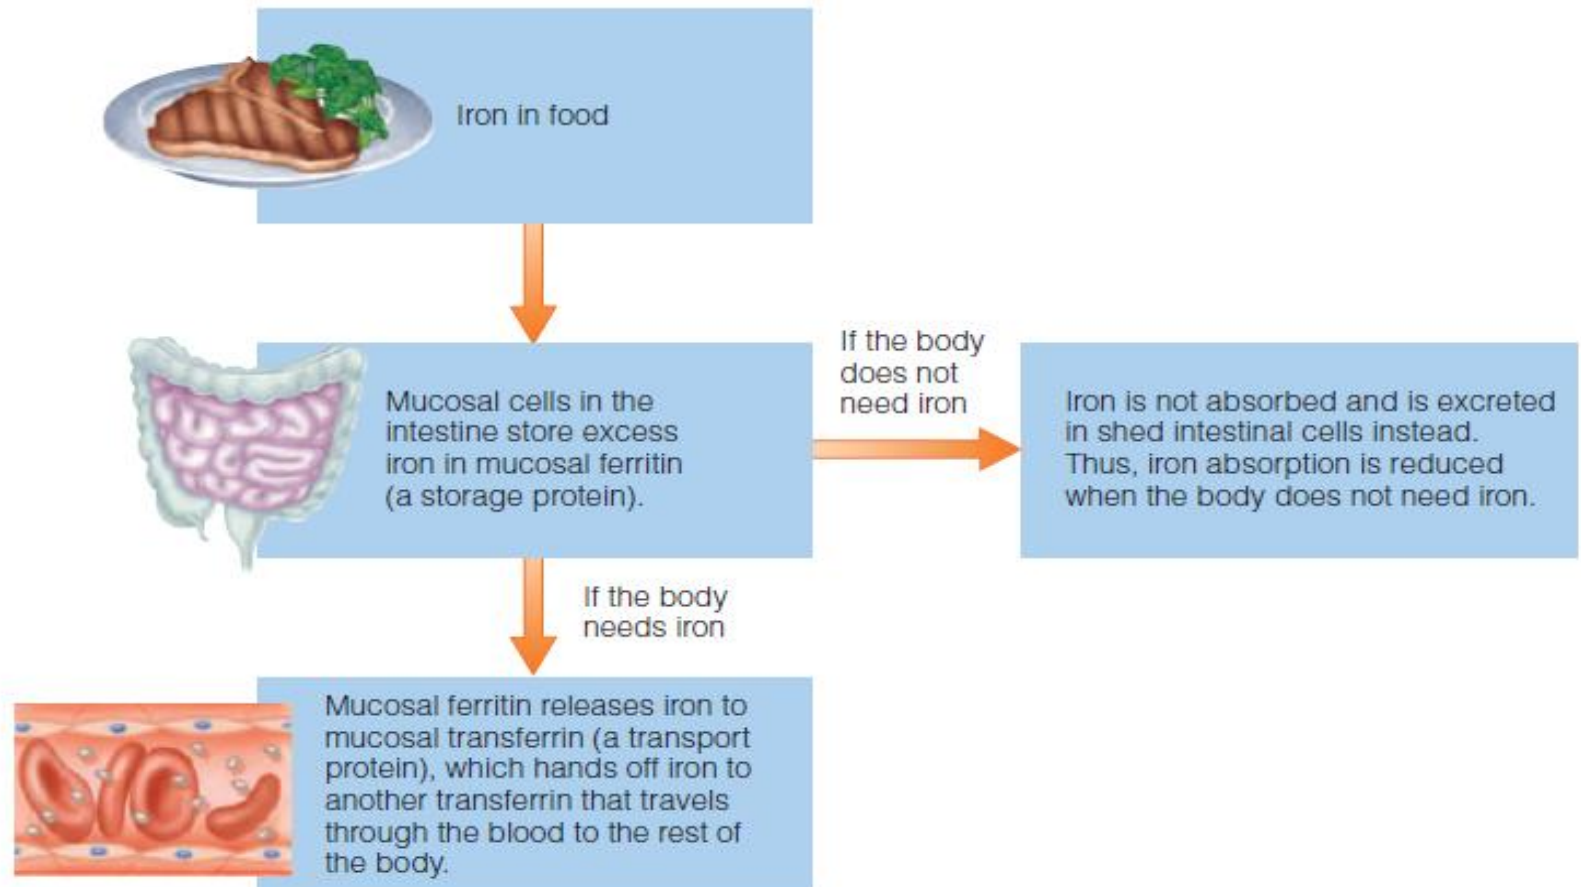 Iron in food
Mucosal cells in the
intestine store excess
iron in mucosal ferritin
(a storage protein).
If the body
does not
need iron
Iron is not absorbed and is excreted
in shed intestinal cells instead.
Thus, iron absorption is reduced
when the body does not need iron.
If the body
needs iron
Mucosal ferritin releases iron to
mucosal transferrin (a transport
protein), which hands off iron to
another transferrin that travels
through the blood to the rest of
the body.